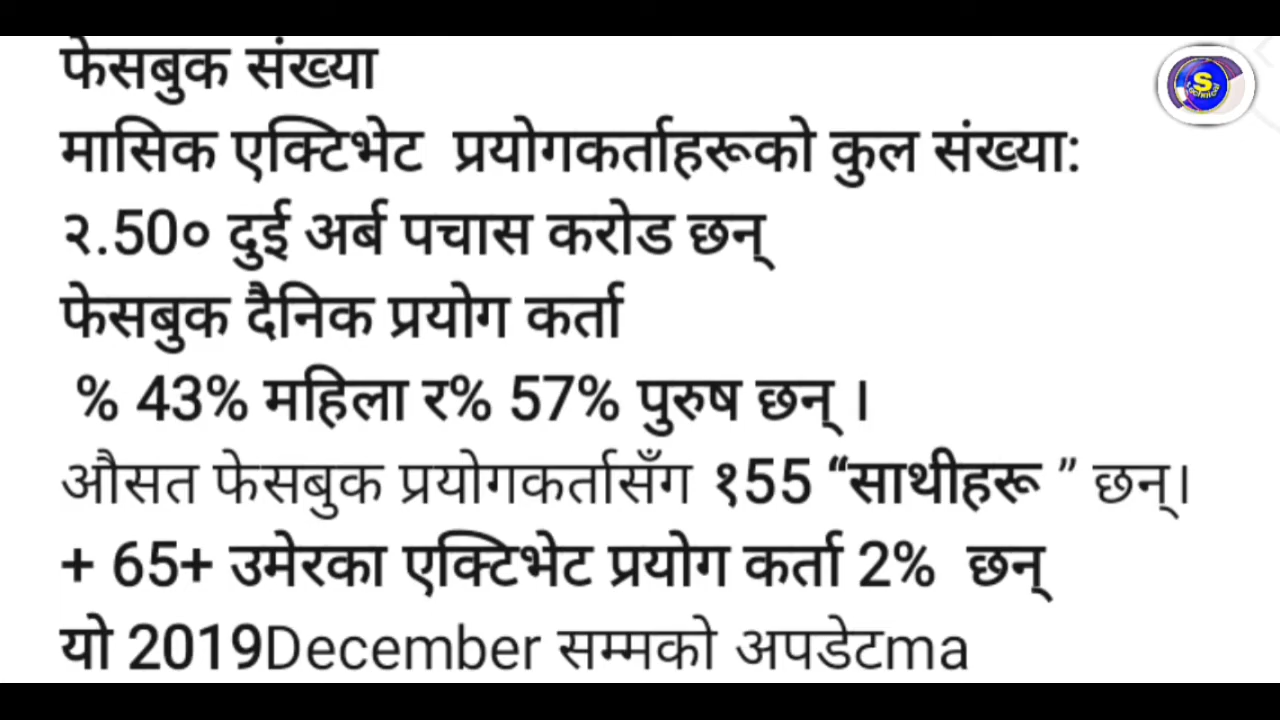 फेसबुक संख्या
मासिक एक्टिभेट प्रयोगकर्ताहरूको कुल संख्या:
२.50० दुई अर्ब पचास करोड छन्
फेसबुक दैनिक प्रयोग कर्ता
% 43% महिला र% 57% पुरुष छन् ।
औसत फेसबुक प्रयोगकर्तासँग १55 “साथीहरू ” छन्।
+ 65+ उमेरका एक्टिभेट प्रयोग कर्ता 2% छन्
यो 2019December सम्मको अपडेटma
S